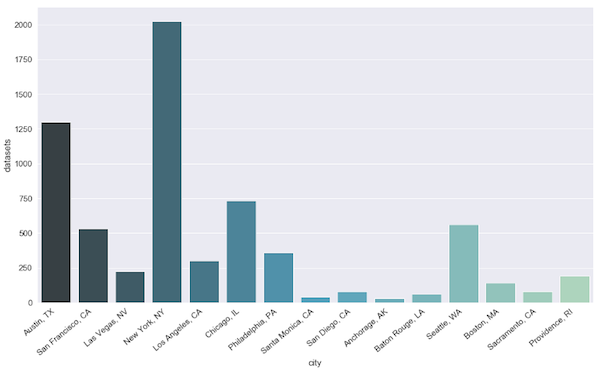 2000
1750
1500
1250
1000
750
500
250
0
datasets
Austin, TX
San Francisco, CA
Las Vegas, NV
New York, NY
Los Angeles, CA
Chicago, IL
Philadelphia, PA
Santa Monica, CA
San Diego, CA
Anchorage, AK
Baton Rouge, LA
Seattle, WA
Boston, MA
Sacramento, CA
Providence, RI
city